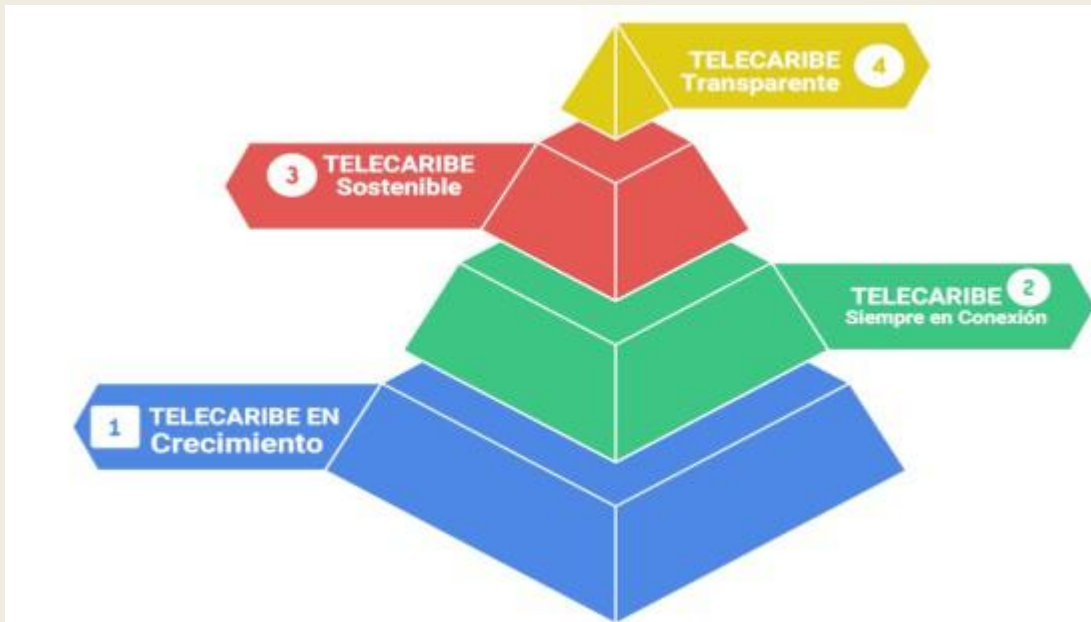 TELECARIBE
Transparente
4
3
TELECARIBE
Sostenible
TELECARIBE
Siempre en Conexión
2
1
TELECARIBE EN
Crecimiento